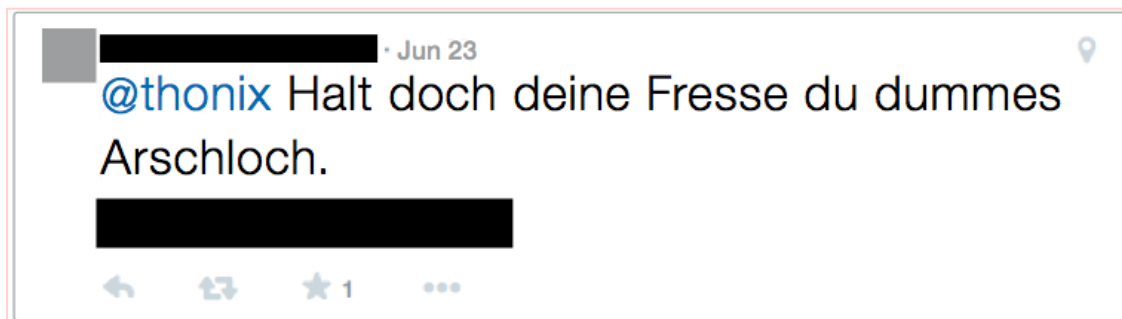 · Jun 23
@thonix Halt doch deine Fresse du dummes
Arschloch.
1